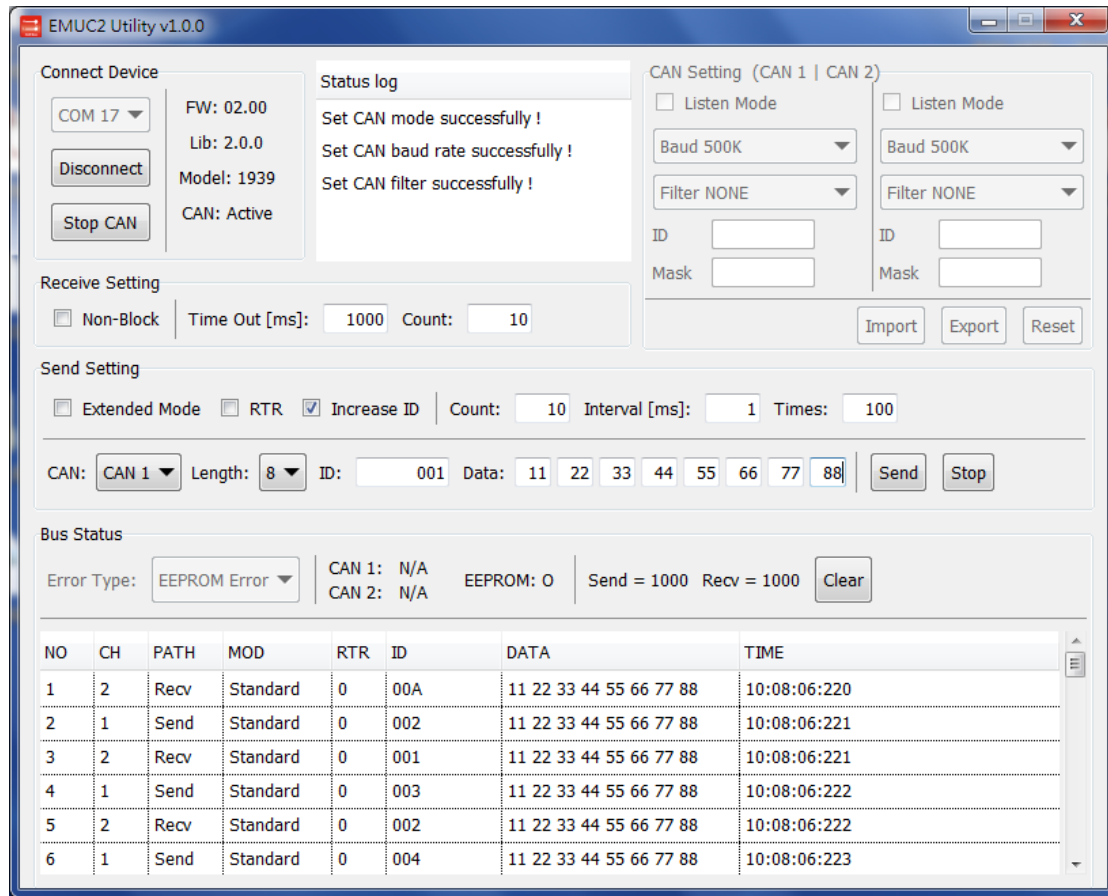 EMUC2 Utility v1.0.0
Connect Device
COM 17
Disconnect
Stop CAN
FW: 02.00
Lib: 2.0.0
Model: 1939
CAN: Active
Status log
Set CAN mode successfully !
Set CAN baud rate successfully !
Set CAN filter successfully !
CAN Setting (CAN 1 | CAN 2)
Listen Mode
Baud 500K
Filter NONE
ID
Mask
Listen Mode
Baud 500K
Filter NONE
ID
Mask
Import Export Reset
Receive Setting
Non-Block Time Out [ms]: 1000 Count: 10
Send Setting
Extended Mode RTR Increase ID Count: 10 Interval [ms]: 1 Times: 100
CAN: CAN 1 Length: 8 ID: 001 Data: 11 22 33 44 55 66 77 88 Send Stop
Bus Status
Error Type: EEPROM Error
CAN 1: N/A
CAN 2: N/A
EEPROM: O Send = 1000 Recv = 1000 Clear
NO CH PATH MOD RTR ID DATA TIME
1 2 Recv Standard 0 00A 11 22 33 44 55 66 77 88 10:08:06:220
2 1 Send Standard 0 002 11 22 33 44 55 66 77 88 10:08:06:221
3 2 Recv Standard 0 001 11 22 33 44 55 66 77 88 10:08:06:221
4 1 Send Standard 0 003 11 22 33 44 55 66 77 88 10:08:06:222
5 2 Recv Standard 0 002 11 22 33 44 55 66 77 88 10:08:06:222
6 1 Send Standard 0 004 11 22 33 44 55 66 77 88 10:08:06:223